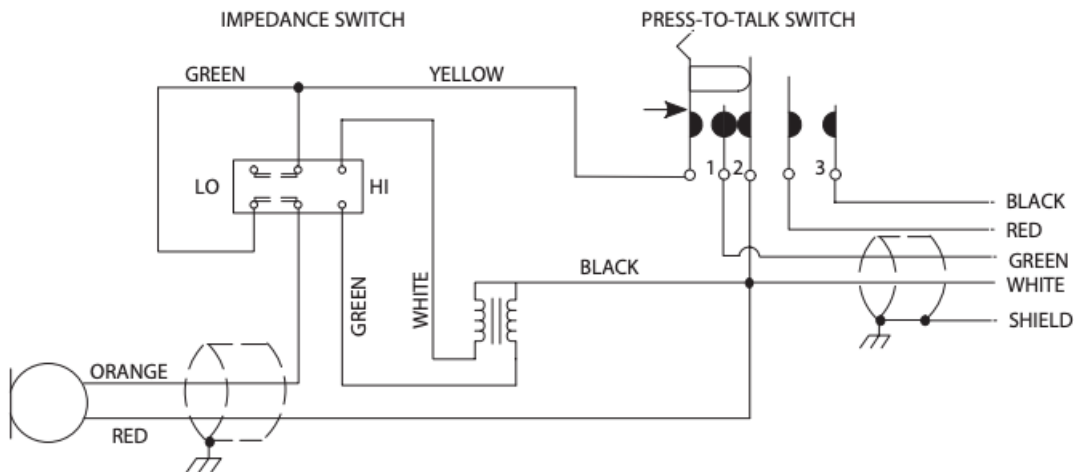 IMPEDANCE SWITCH
PRESS-TO-TALK SWITCH
GREEN
YELLOW
LO
HI
1
2
3
BLACK
RED
GREEN
WHITE
SHIELD
BLACK
GREEN
WHITE
ORANGE
RED